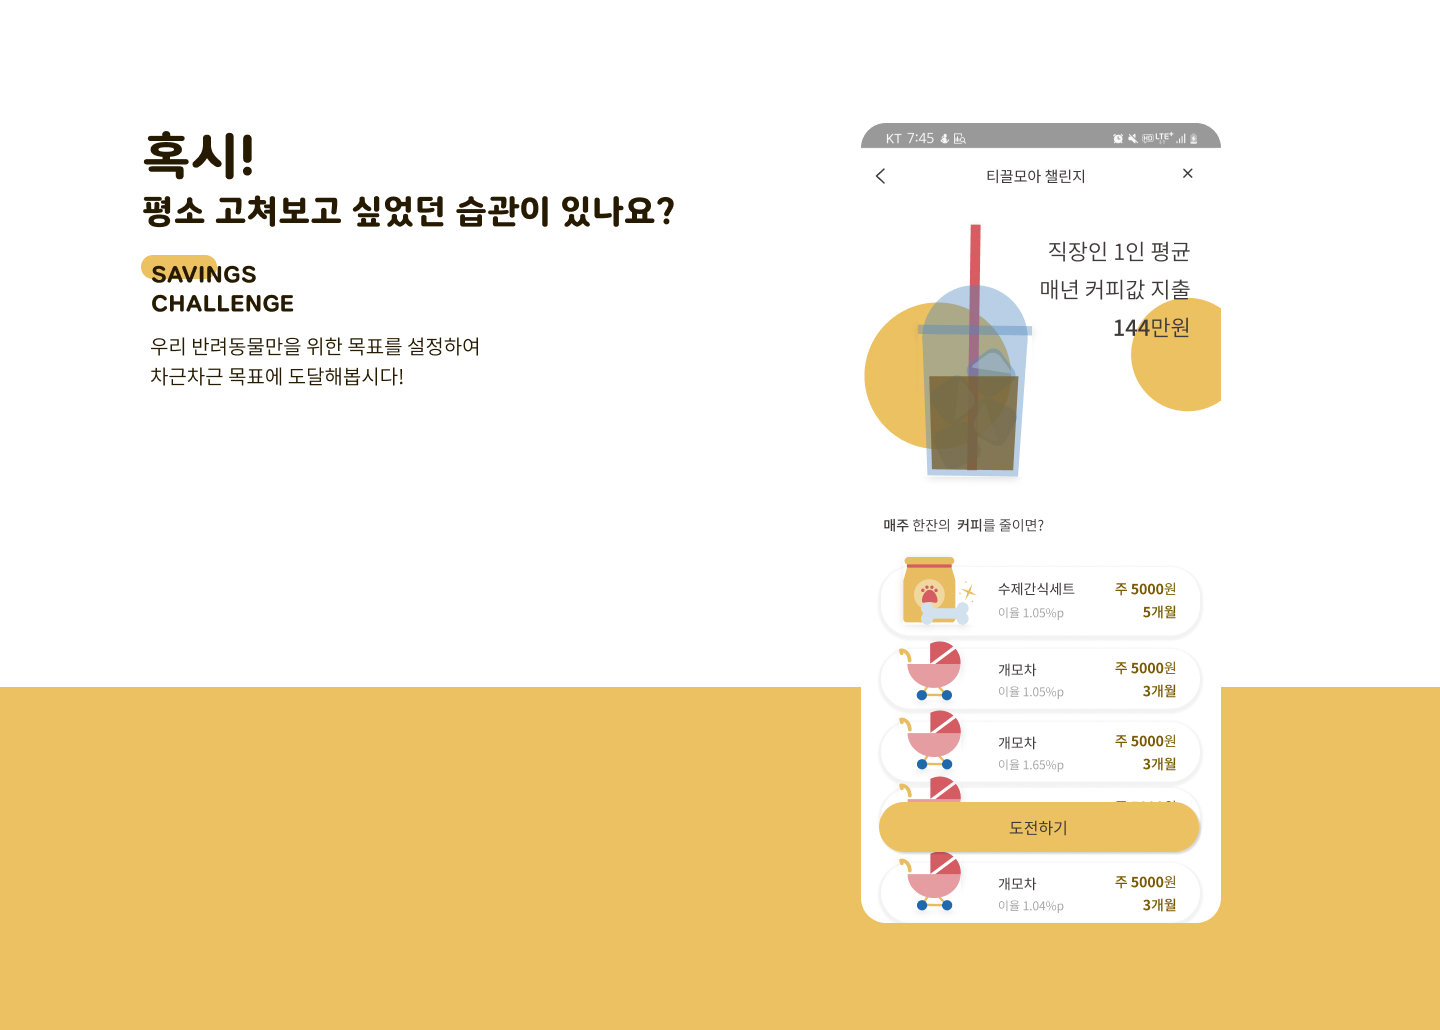 혹시!
평소 고쳐보고 싶었던 습관이 있나요?
SAVINGS
CHALLENGE
우리 반려동물만을 위한 목표를 설정하여
차근차근 목표에 도달해봅시다!
KT 7:45
HD LTE+
티끌모아 챌린지
직장인 1인 평균
매년 커피값 지출
144만원
매주 한잔의 커피를 줄이면?
수제간식세트 주 5000원
이율 1.05%p 5개월
개모차 주 5000원
이율 1.05%p 3개월
개모차 주 5000원
이율 1.65%p 3개월
도전하기
개모차 주 5000원
이율 1.04%p 3개월